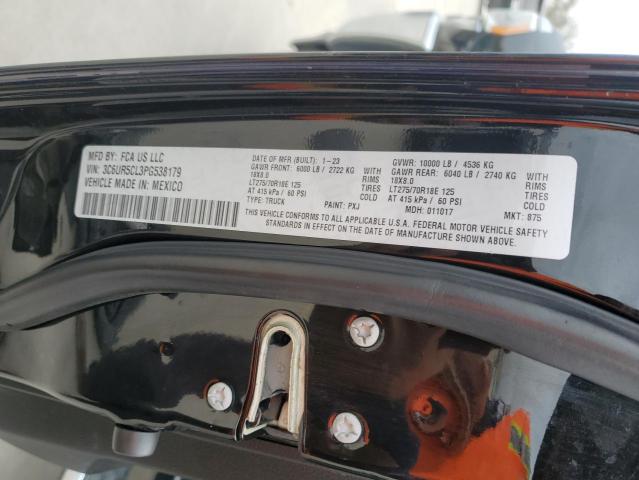 MFD BY: FCA US LLC
VIN: 3C6UR5CL3PG538179
VEHICLE MADE IN: MEXICO
DATE OF MFR (BUILT): 1-23 GVWR: 10000 LB / 4536 KG
GAWR FRONT: 6000 LB / 2722 KG WITH GAWR REAR: 6040 LB / 2740 KG WITH
18X8.0 RIMS 18X8.0 RIMS
LT275/70R18E 125 TIRES LT275/70R18E 125 TIRES
AT 415 kPa / 60 PSI COLD AT 415 kPa / 60 PSI COLD
TYPE: TRUCK PAINT: PXJ MDH: 011017 MKT: 875
THIS VEHICLE CONFORMS TO ALL APPLICABLE U.S.A. FEDERAL MOTOR VEHICLE SAFETY
STANDARDS IN EFFECT ON THE DATE OF MANUFACTURE SHOWN ABOVE.